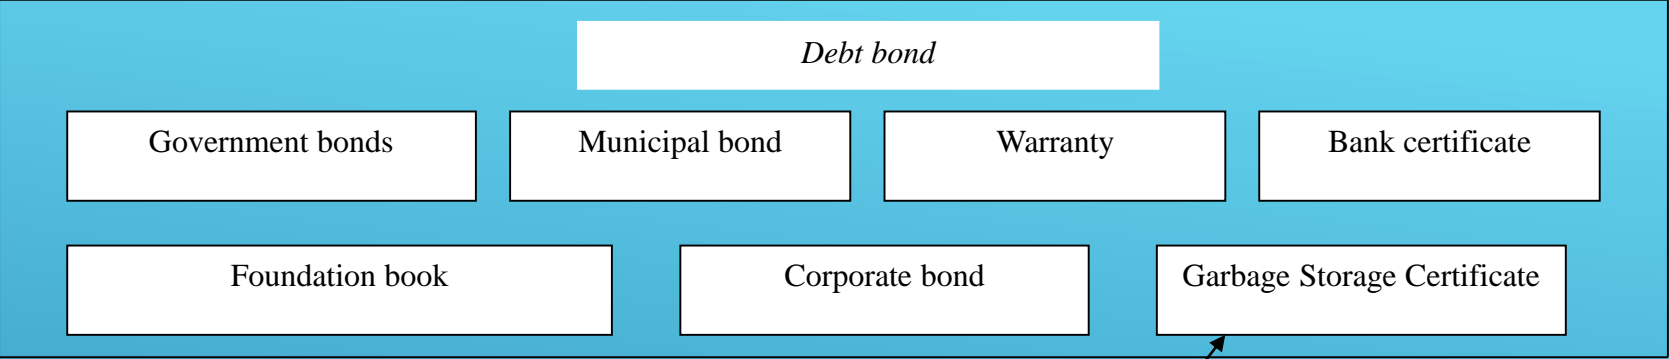 Debt bond
Government bonds
Municipal bond
Warranty
Bank certificate
Foundation book
Corporate bond
Garbage Storage Certificate